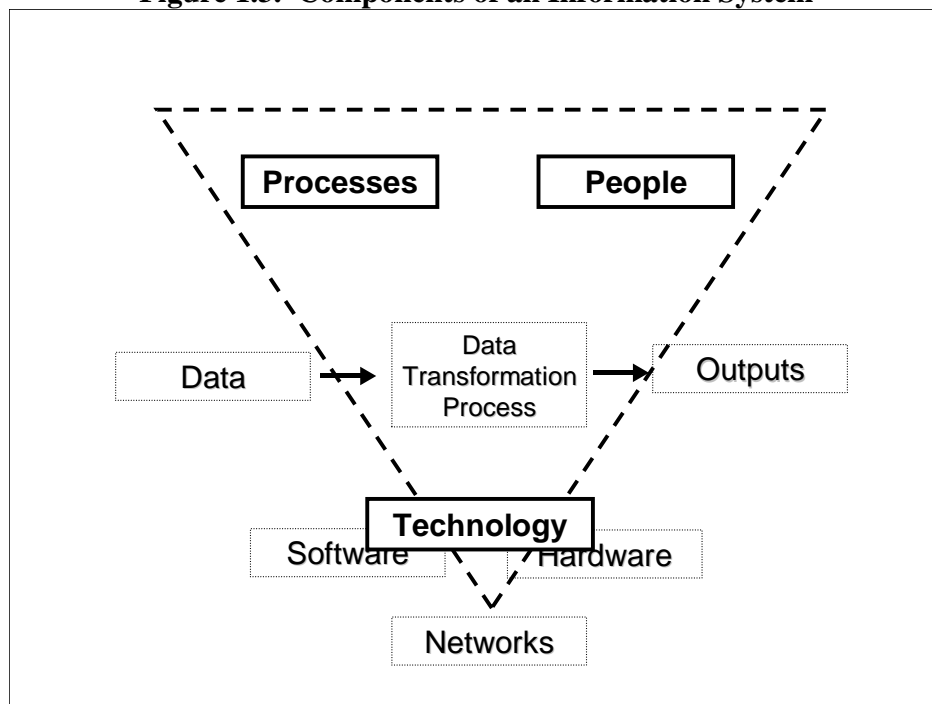 Figure 1.3: Components of an Information System
Processes
People
Data
Data
Transformation
Process
Outputs
Technology
Software
Hardware
Networks